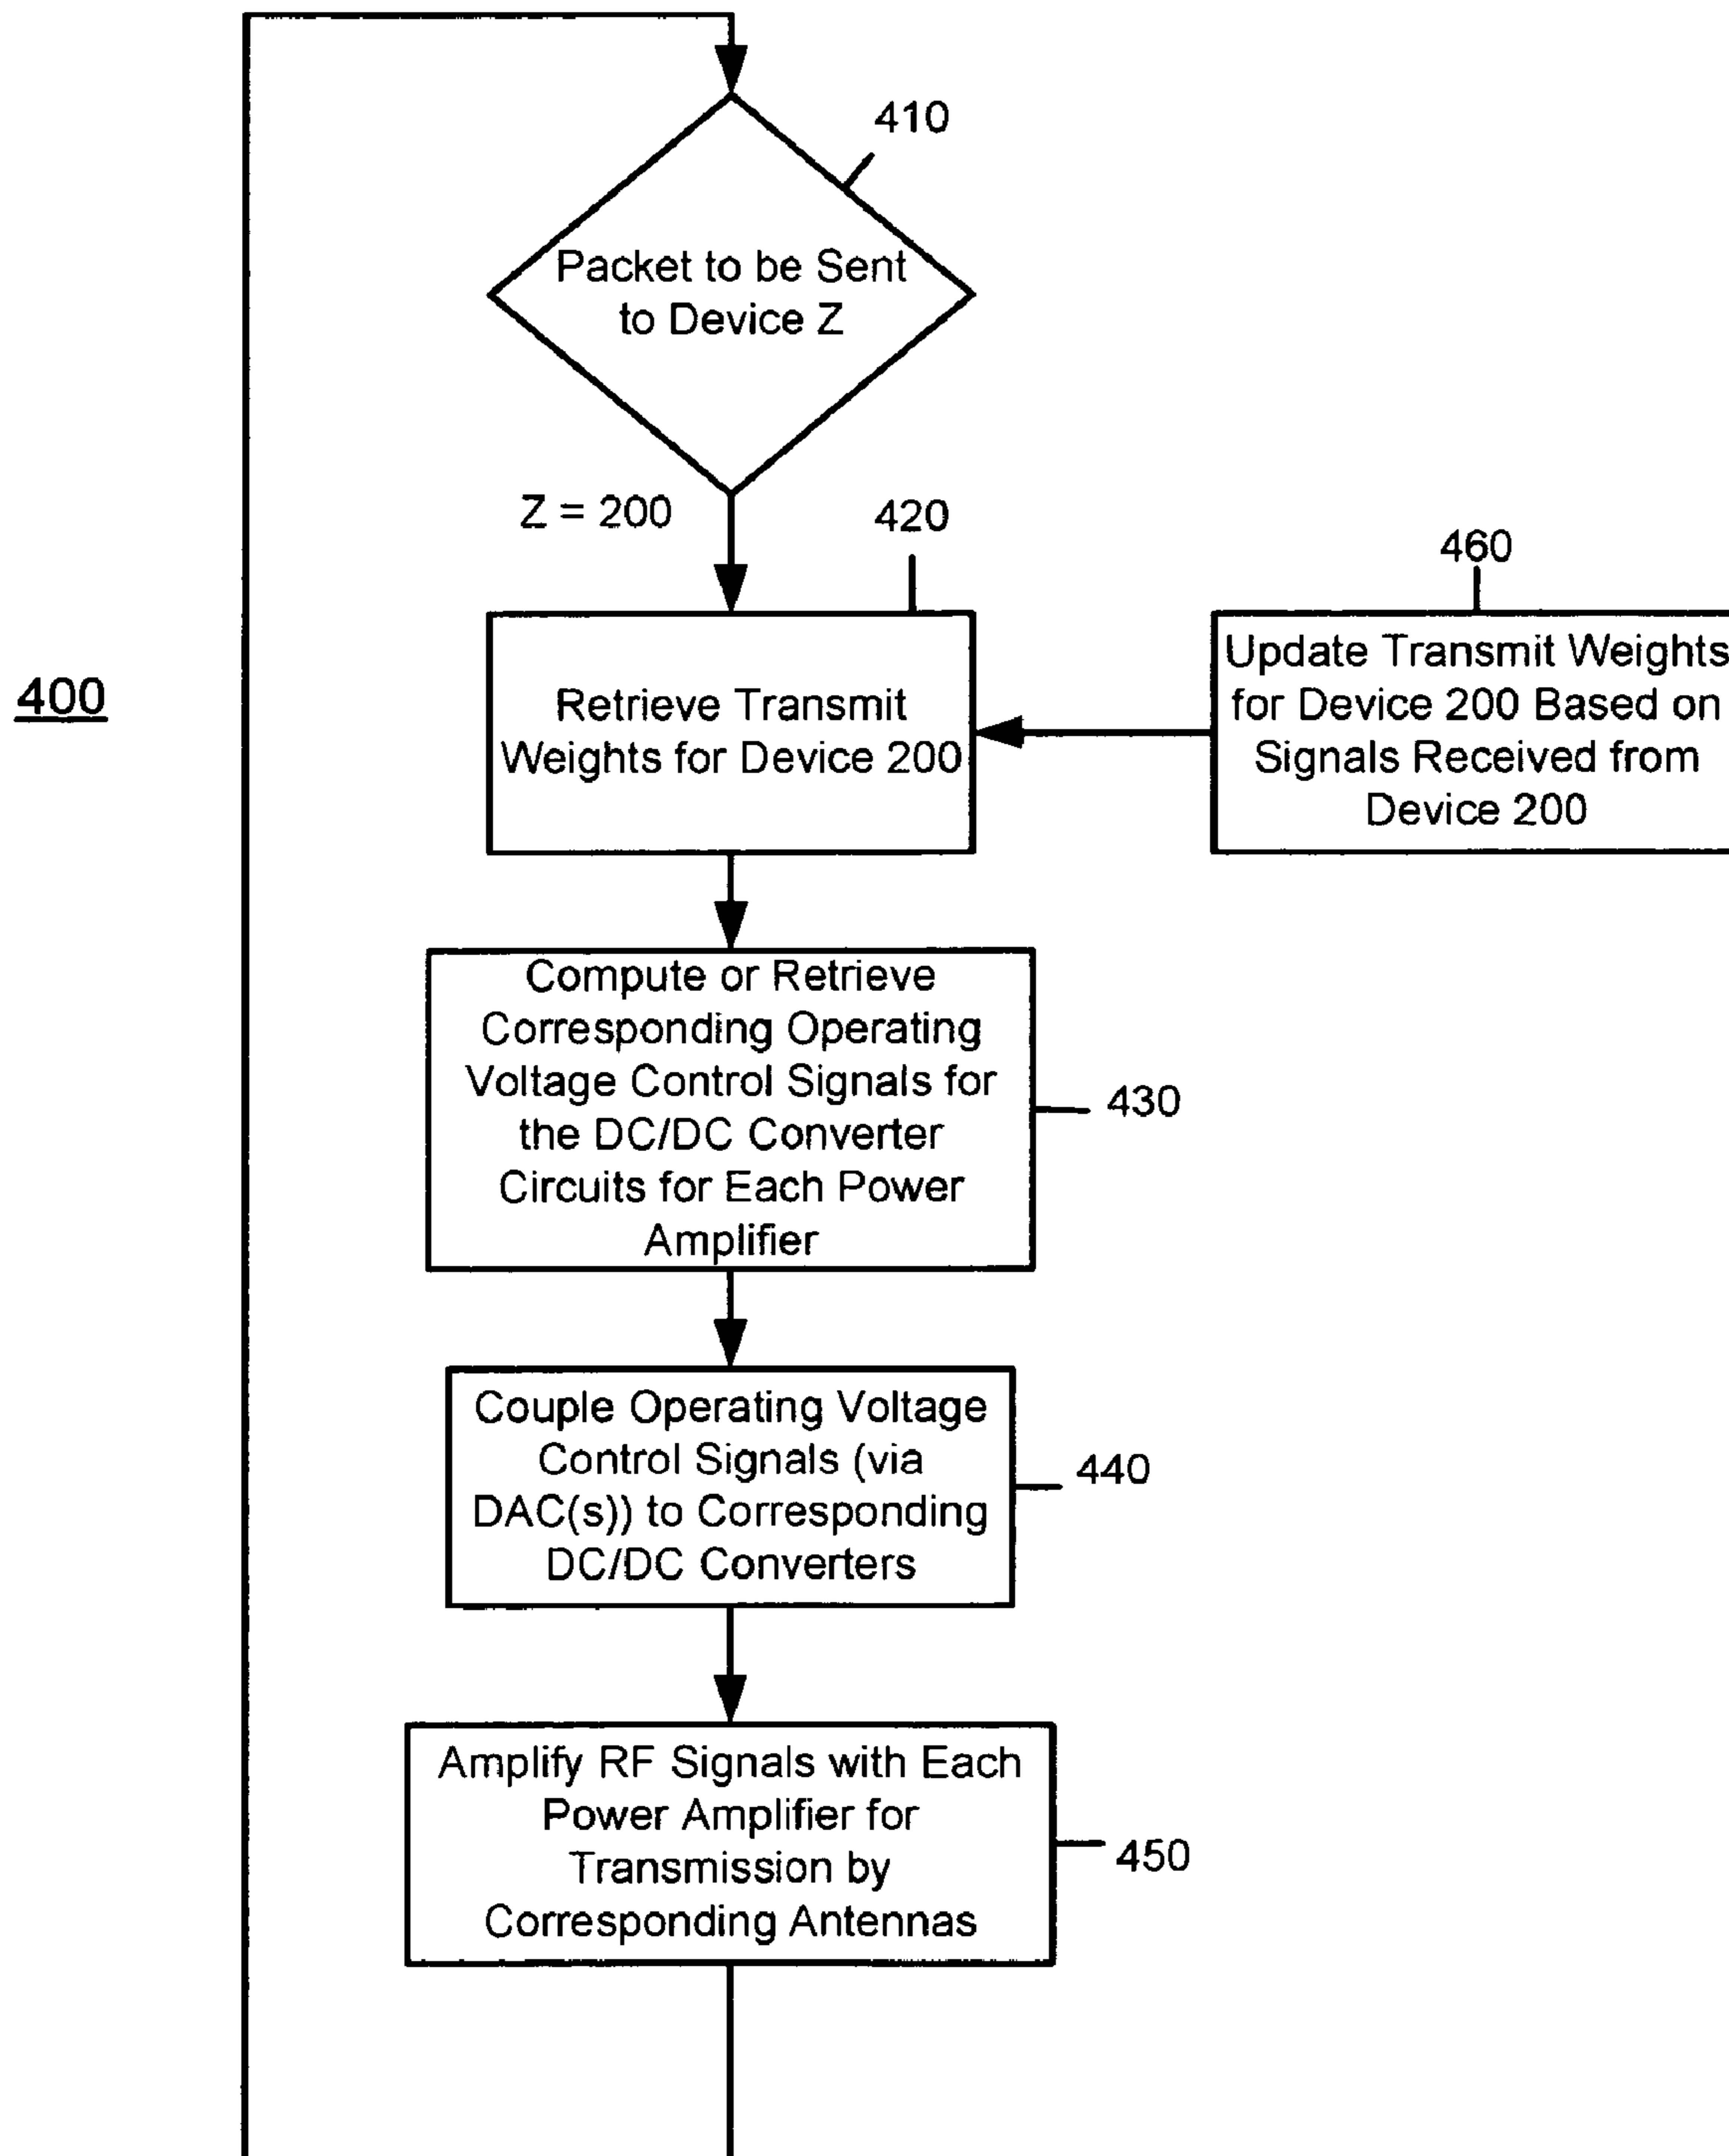 410
Packet to be Sent
to Device Z
Z = 200
420
460
400
Retrieve Transmit
Weights for Device 200
Update Transmit Weights
for Device 200 Based on
Signals Received from
Device 200
Compute or Retrieve
Corresponding Operating
Voltage Control Signals for
the DC/DC Converter
Circuits for Each Power
Amplifier
430
Couple Operating Voltage
Control Signals (via
DAC(s)) to Corresponding
DC/DC Converters
440
Amplify RF Signals with Each
Power Amplifier for
Transmission by
Corresponding Antennas
450